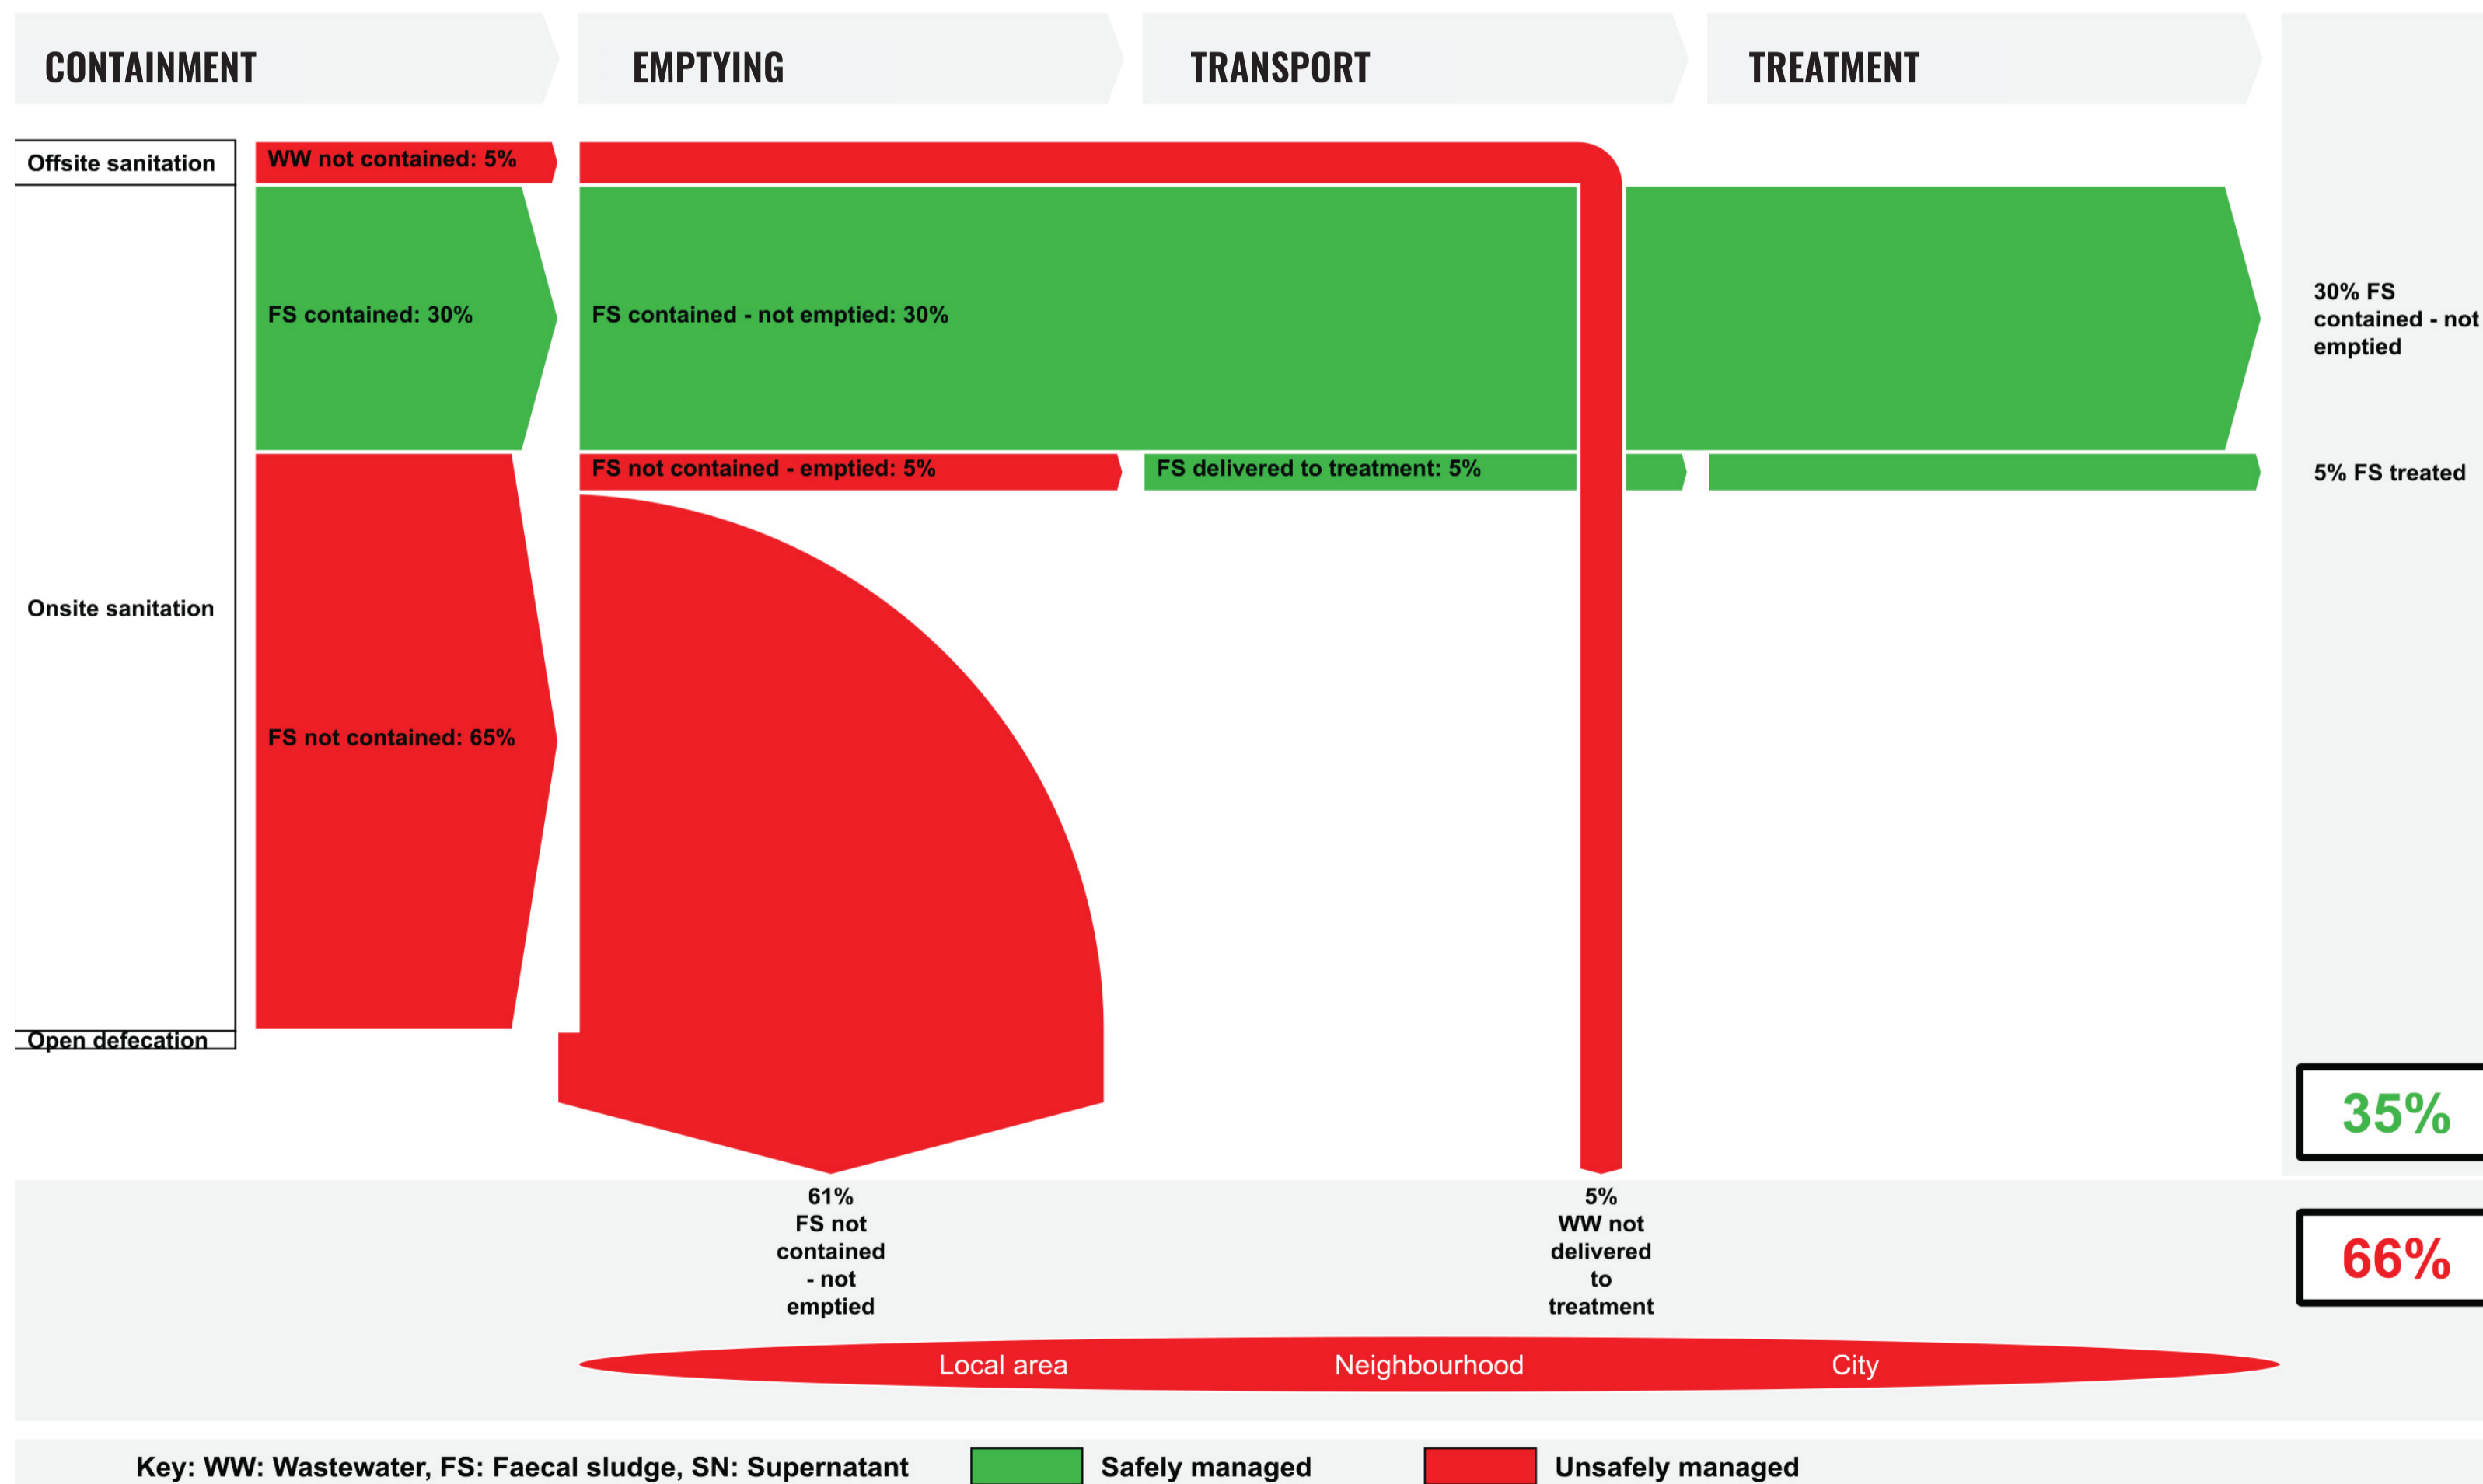 CONTAINMENT
EMPTYING
TRANSPORT
TREATMENT
Offsite sanitation
WW not contained: 5%
FS contained: 30%
FS contained - not emptied: 30%
30% FS
contained - not
emptied
FS not contained - emptied: 5%
FS delivered to treatment: 5%
5% FS treated
Onsite sanitation
FS not contained: 65%
Open defecation
35%
61%
FS not
contained
- not
emptied
5%
WW not
delivered
to
treatment
66%
Local area
Neighbourhood
City
Key: WW: Wastewater, FS: Faecal sludge, SN: Supernatant
Safely managed
Unsafely managed